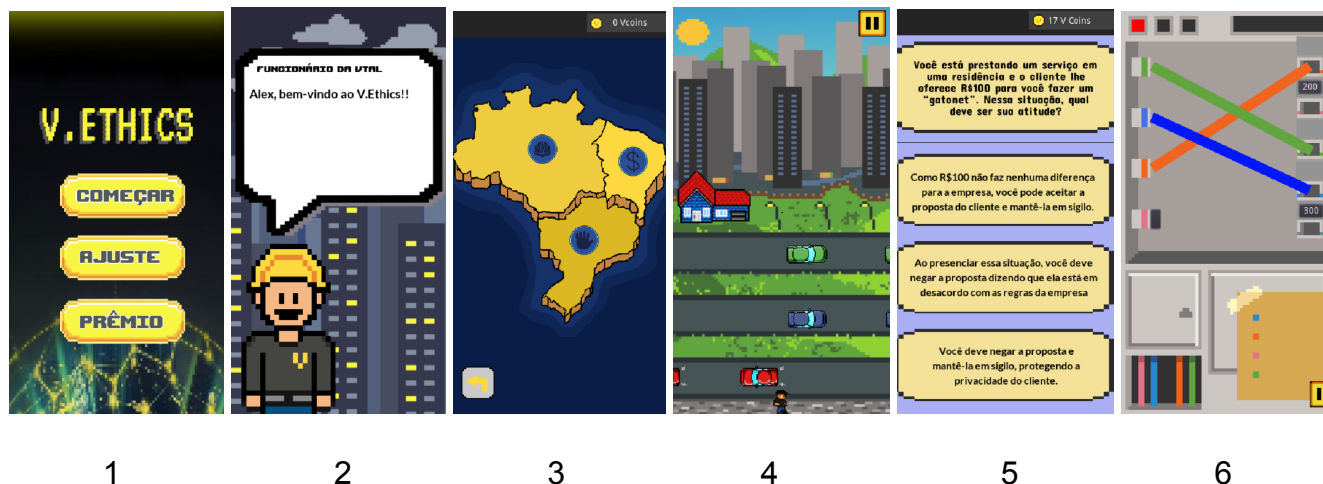 V.ETHICS
COMEÇAR
AJUSTE
PRÊMIO
FUNCIONÁRIO DA VTAL
Alex, bem-vindo ao V.Ethics!!
0 Vcoins
17 V Coins
Você está prestando um serviço em
uma residência e o cliente lhe
oferece R$100 para você fazer um
"gatonet". Nessa situação, qual
deve ser sua atitude?
Como R$100 não faz nenhuma diferença
para a empresa, você pode aceitar a
proposta do cliente e mantê-la em sigilo.
Ao presenciar essa situação, você deve
negar a proposta dizendo que ela está em
desacordo com as regras da empresa
Você deve negar a proposta e
mantê-la em sigilo, protegendo a
privacidade do cliente.
200
300
1 2 3 4 5 6